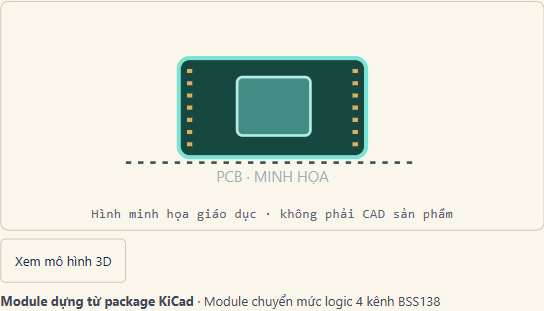 PCB · MINH HỌA
Hình minh họa giáo dục · không phải CAD sản phẩm
Xem mô hình 3D
Module dựng từ package KiCad · Module chuyển mức logic 4 kênh BSS138